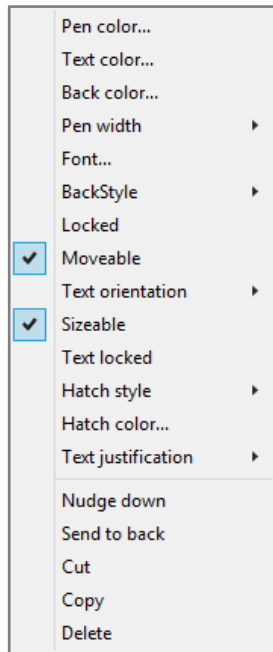 Pen color...
Text color...
Back color...
Pen width
Font...
BackStyle
Locked
Moveable
Text orientation
Sizeable
Text locked
Hatch style
Hatch color...
Text justification
Nudge down
Send to back
Cut
Copy
Delete